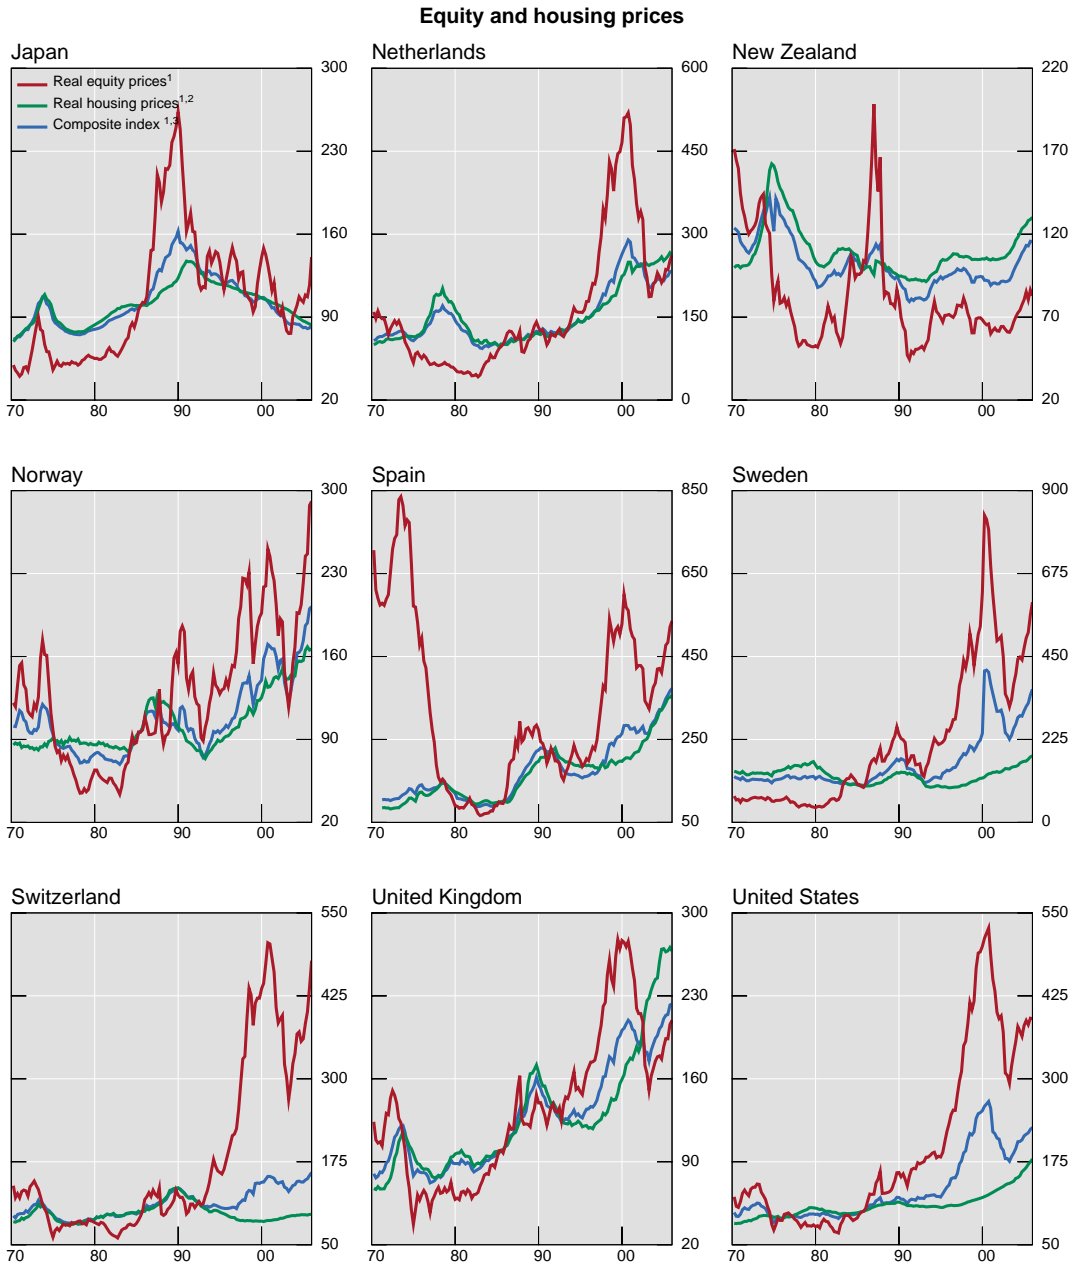 Equity and housing prices
Japan
Netherlands
New Zealand
Real equity prices1
Real housing prices1,2
Composite index 1,3
300
230
160
90
20
70 80 90 00
600
450
300
150
0
70 80 90 00
220
170
120
70
20
70 80 90 00
Norway
Spain
Sweden
300
230
160
90
20
70 80 90 00
850
650
450
250
50
70 80 90 00
900
675
450
225
0
70 80 90 00
Switzerland
United Kingdom
United States
550
425
300
175
50
70 80 90 00
300
230
160
90
20
70 80 90 00
550
425
300
175
50
70 80 90 00